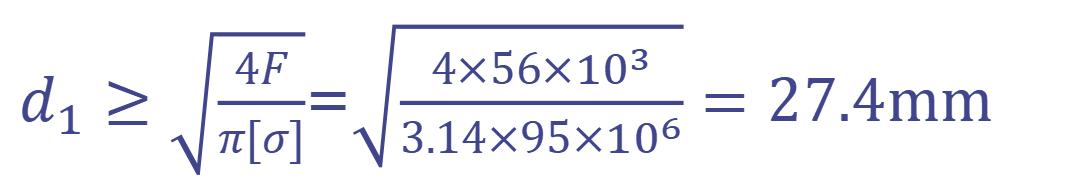 d₁ ≥ √(4F/π[σ]) = √(4×56×10³/3.14×95×10⁶) = 27.4mm